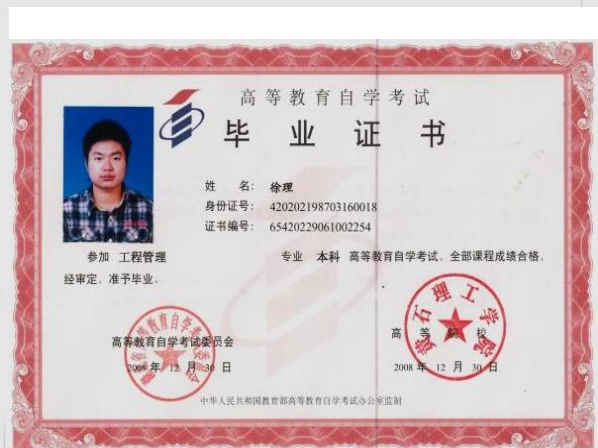 高等教育自学考试
毕业证书
姓 名： 徐理
身份证号： 420202198703160018
证书编号： 65420229061002254
参加 工程管理 专业 本科 高等教育自学考试，全部课程成绩合格，
经审定，准予毕业。
高等教育自学考试委员会
2008 年 12 月 30 日
石理工学院
高等院校
2008 年 12 月 30 日
中华人民共和国教育部高等教育自学考试办公室监制